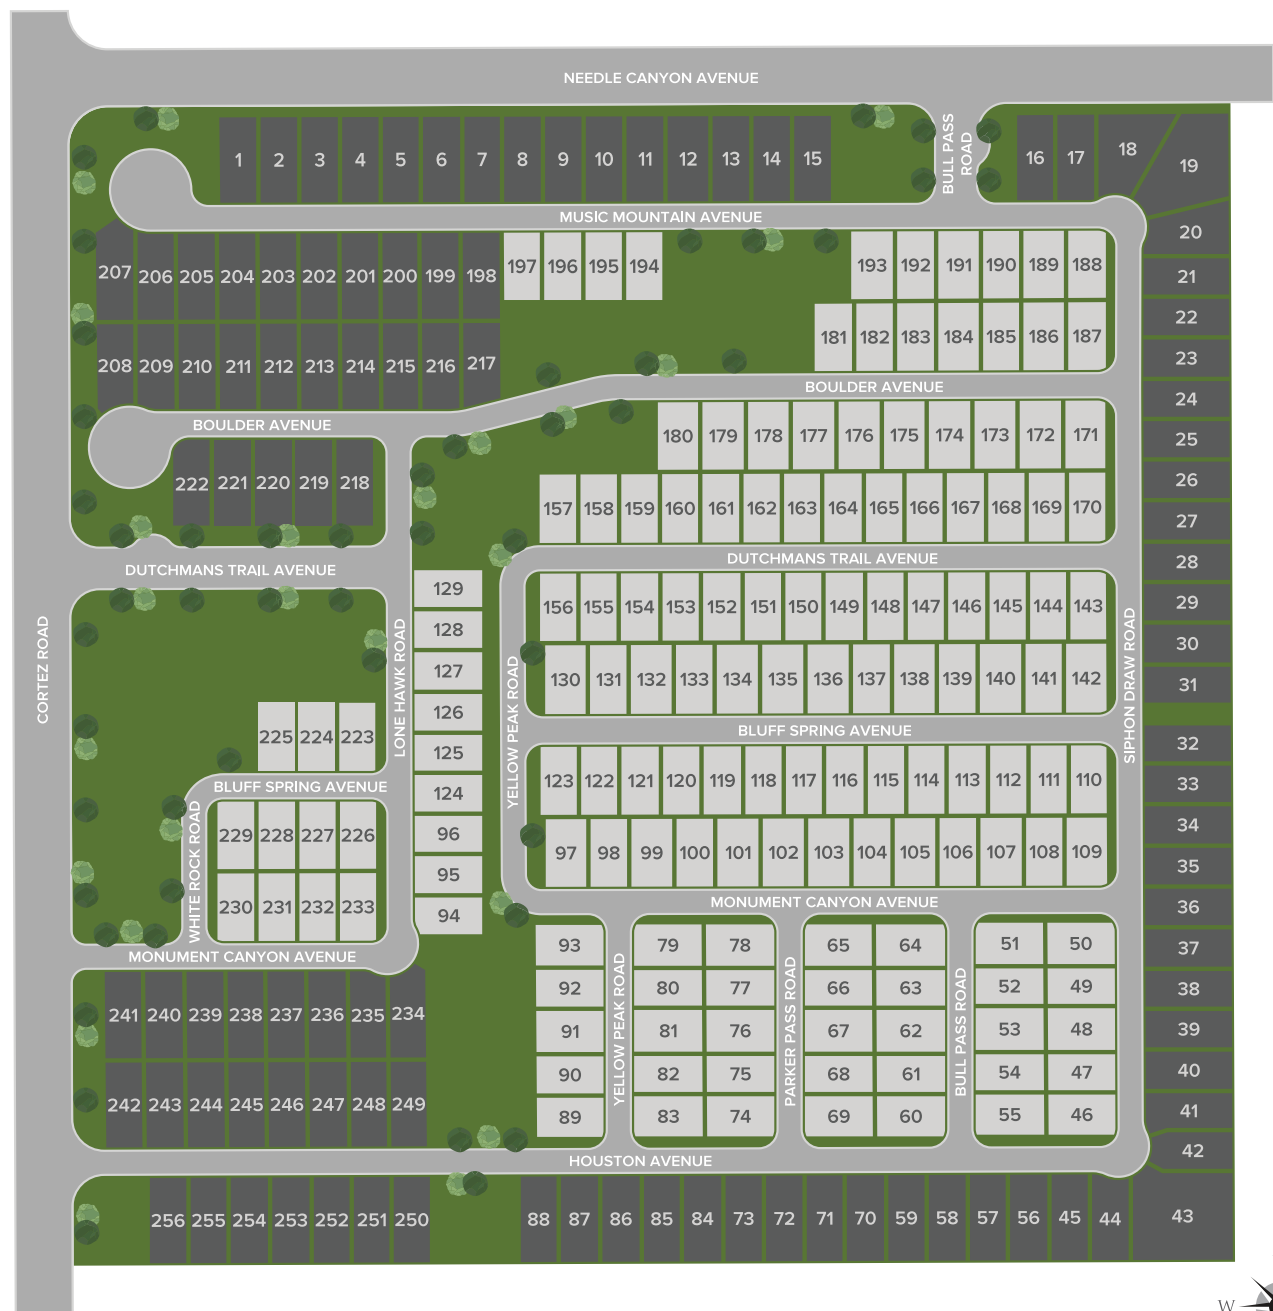 NEEDLE CANYON AVENUE
BULL PASS
ROAD
1 2 3 4 5 6 7 8 9 10 11 12 13 14 15
16 17 18 19
MUSIC MOUNTAIN AVENUE
20
207 206 205 204 203 202 201 200 199 198 197 196 195 194
193 192 191 190 189 188
21
22
181 182 183 184 185 186 187
23
208 209 210 211 212 213 214 215 216 217
BOULDER AVENUE
24
BOULDER AVENUE
180 179 178 177 176 175 174 173 172 171
25
222 221 220 219 218
26
157 158 159 160 161 162 163 164 165 166 167 168 169 170
27
DUTCHMANS TRAIL AVENUE
28
DUTCHMANS TRAIL AVENUE
129
156 155 154 153 152 151 150 149 148 147 146 145 144 143
29
128
30
CORTEZ ROAD
LONE HAWK ROAD
YELLOW PEAK ROAD
SIPHON DRAW ROAD
127
130 131 132 133 134 135 136 137 138 139 140 141 142
31
126
BLUFF SPRING AVENUE
225 224 223
32
125
123 122 121 120 119 118 117 116 115 114 113 112 111 110
33
BLUFF SPRING AVENUE
124
34
WHITE ROCK ROAD
229 228 227 226
96
97 98 99 100 101 102 103 104 105 106 107 108 109
35
95
230 231 232 233
94
MONUMENT CANYON AVENUE
36
93
79 78
65 64
51 50
37
MONUMENT CANYON AVENUE
92
80 77
66 63
52 49
38
YELLOW PEAK ROAD
PARKER PASS ROAD
BULL PASS ROAD
241 240 239 238 237 236 235 234
91
81 76
67 62
53 48
39
90
82 75
68 61
54 47
40
242 243 244 245 246 247 248 249
89
83 74
69 60
55 46
41
42
HOUSTON AVENUE
256 255 254 253 252 251 250
88 87 86 85 84 73 72 71 70 59 58 57 56 45 44 43
W